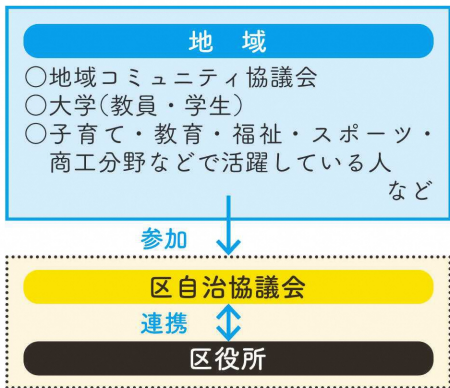 地 域
○地域コミュニティ協議会
○大学(教員・学生)
○子育て・教育・福祉・スポーツ・
商工分野などで活躍している人
など
参加
区自治協議会
連携
区役所